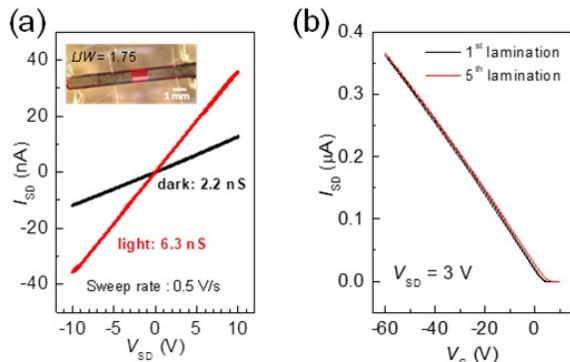 (a)
40
20
0
-20
-40
I_SD (nA)
L/W = 1.75
1 mm
dark: 2.2 nS
light: 6.3 nS
Sweep rate : 0.5 V/s
-10 -5 0 5 10
V_SD (V)
(b)
0.4
0.3
0.2
0.1
0.0
I_SD (µA)
1st lamination
5th lamination
V_SD = 3 V
-60 -40 -20 0
(V)